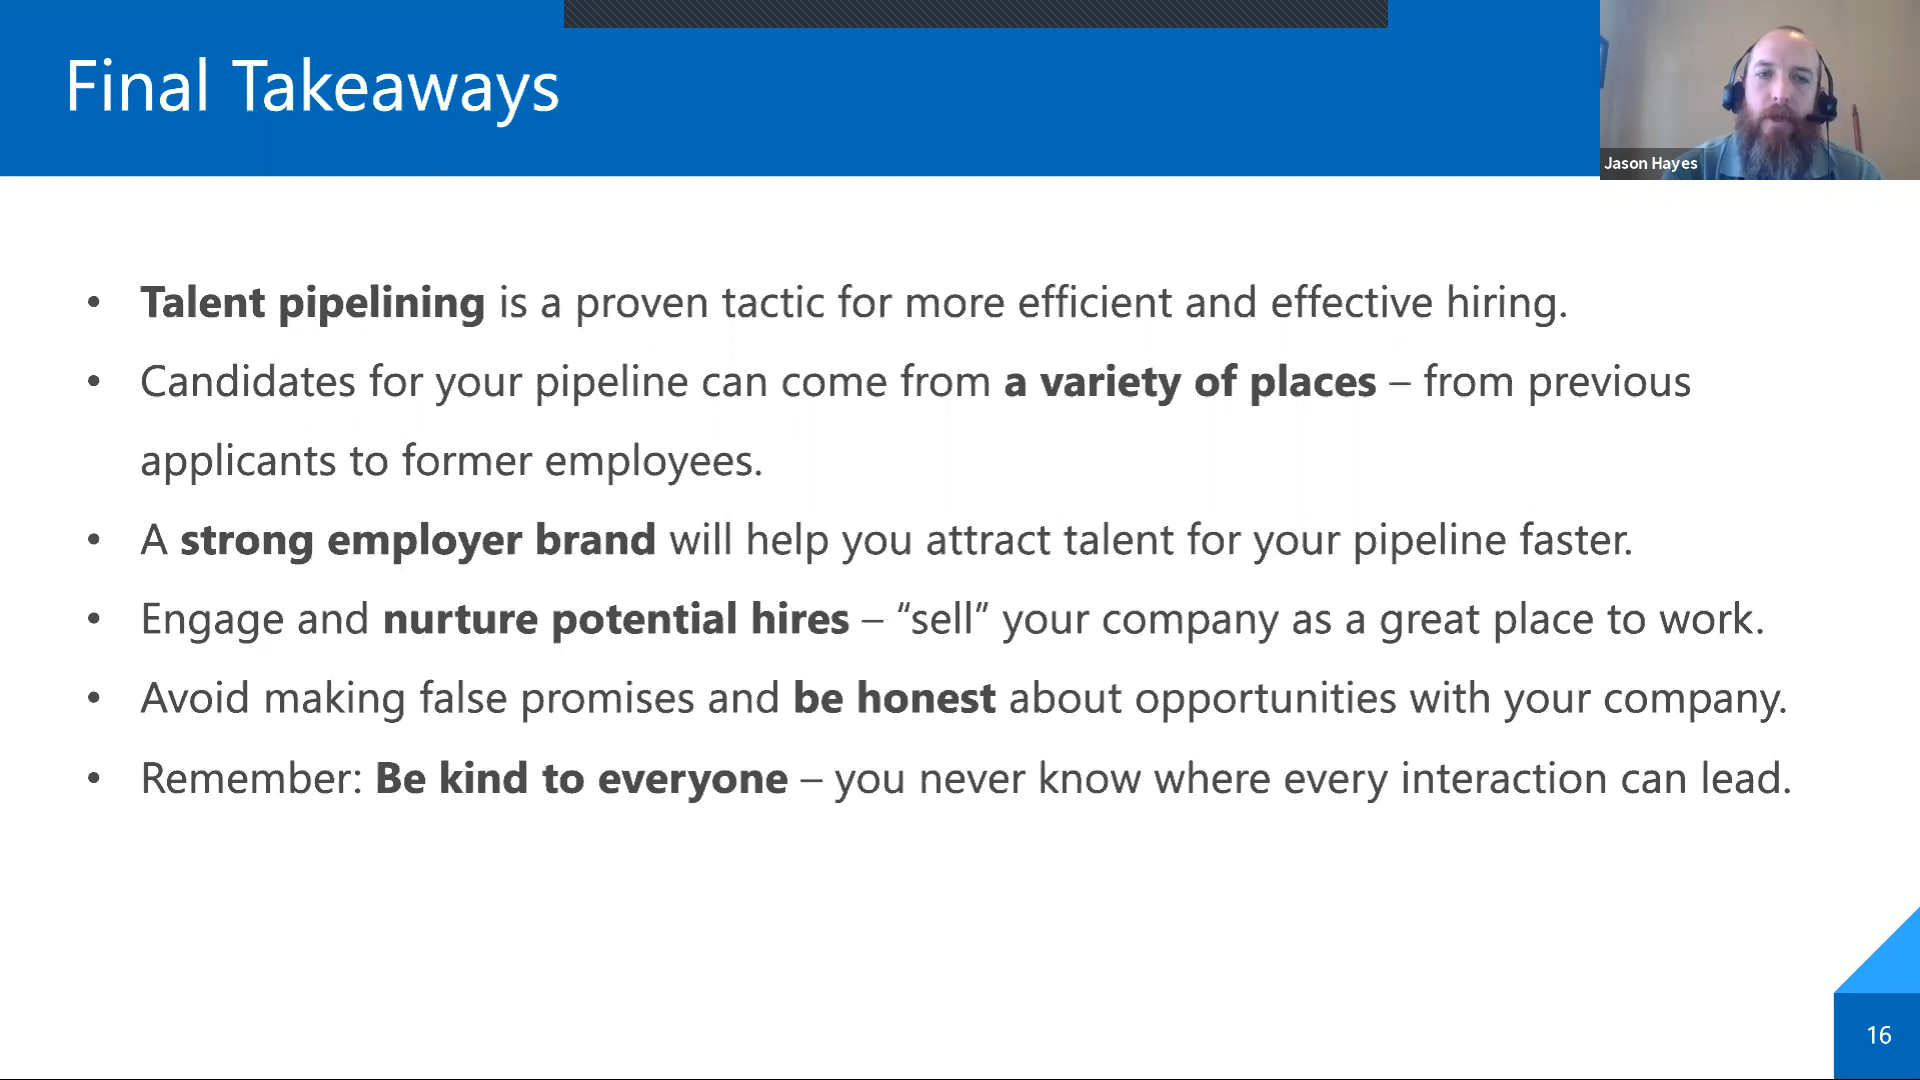 Final Takeaways
Jason Hayes
• Talent pipelining is a proven tactic for more efficient and effective hiring.
• Candidates for your pipeline can come from a variety of places – from previous
applicants to former employees.
• A strong employer brand will help you attract talent for your pipeline faster.
• Engage and nurture potential hires – “sell” your company as a great place to work.
• Avoid making false promises and be honest about opportunities with your company.
• Remember: Be kind to everyone – you never know where every interaction can lead.
16